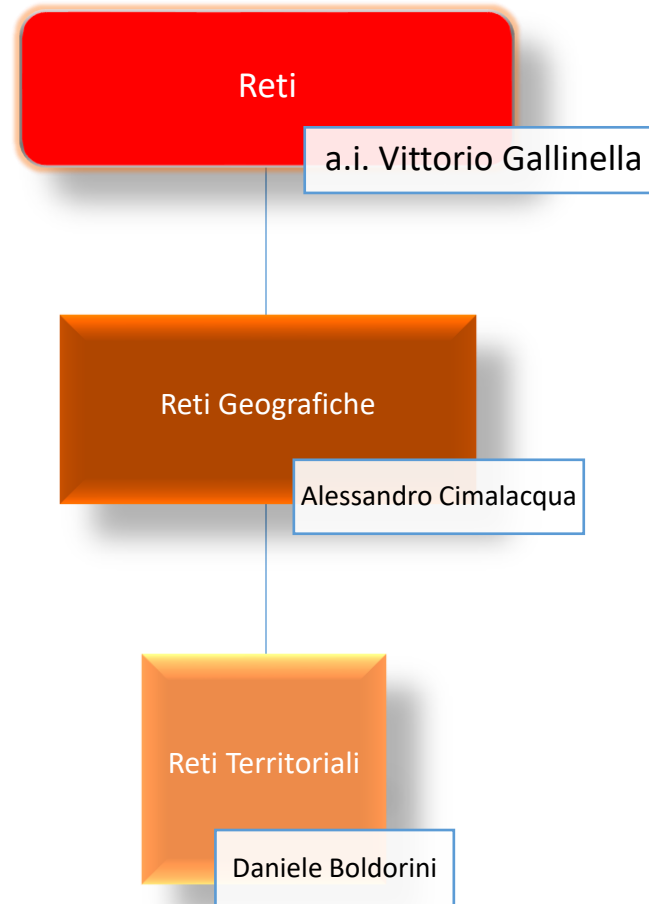 Reti
a.i. Vittorio Gallinella
Reti Geografiche
Alessandro Cimalacqua
Reti Territoriali
Daniele Boldorini